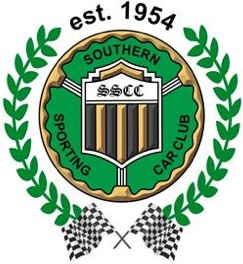 est. 1954
SOUTHERN
SSCC
SPORTING
CAR CLUB